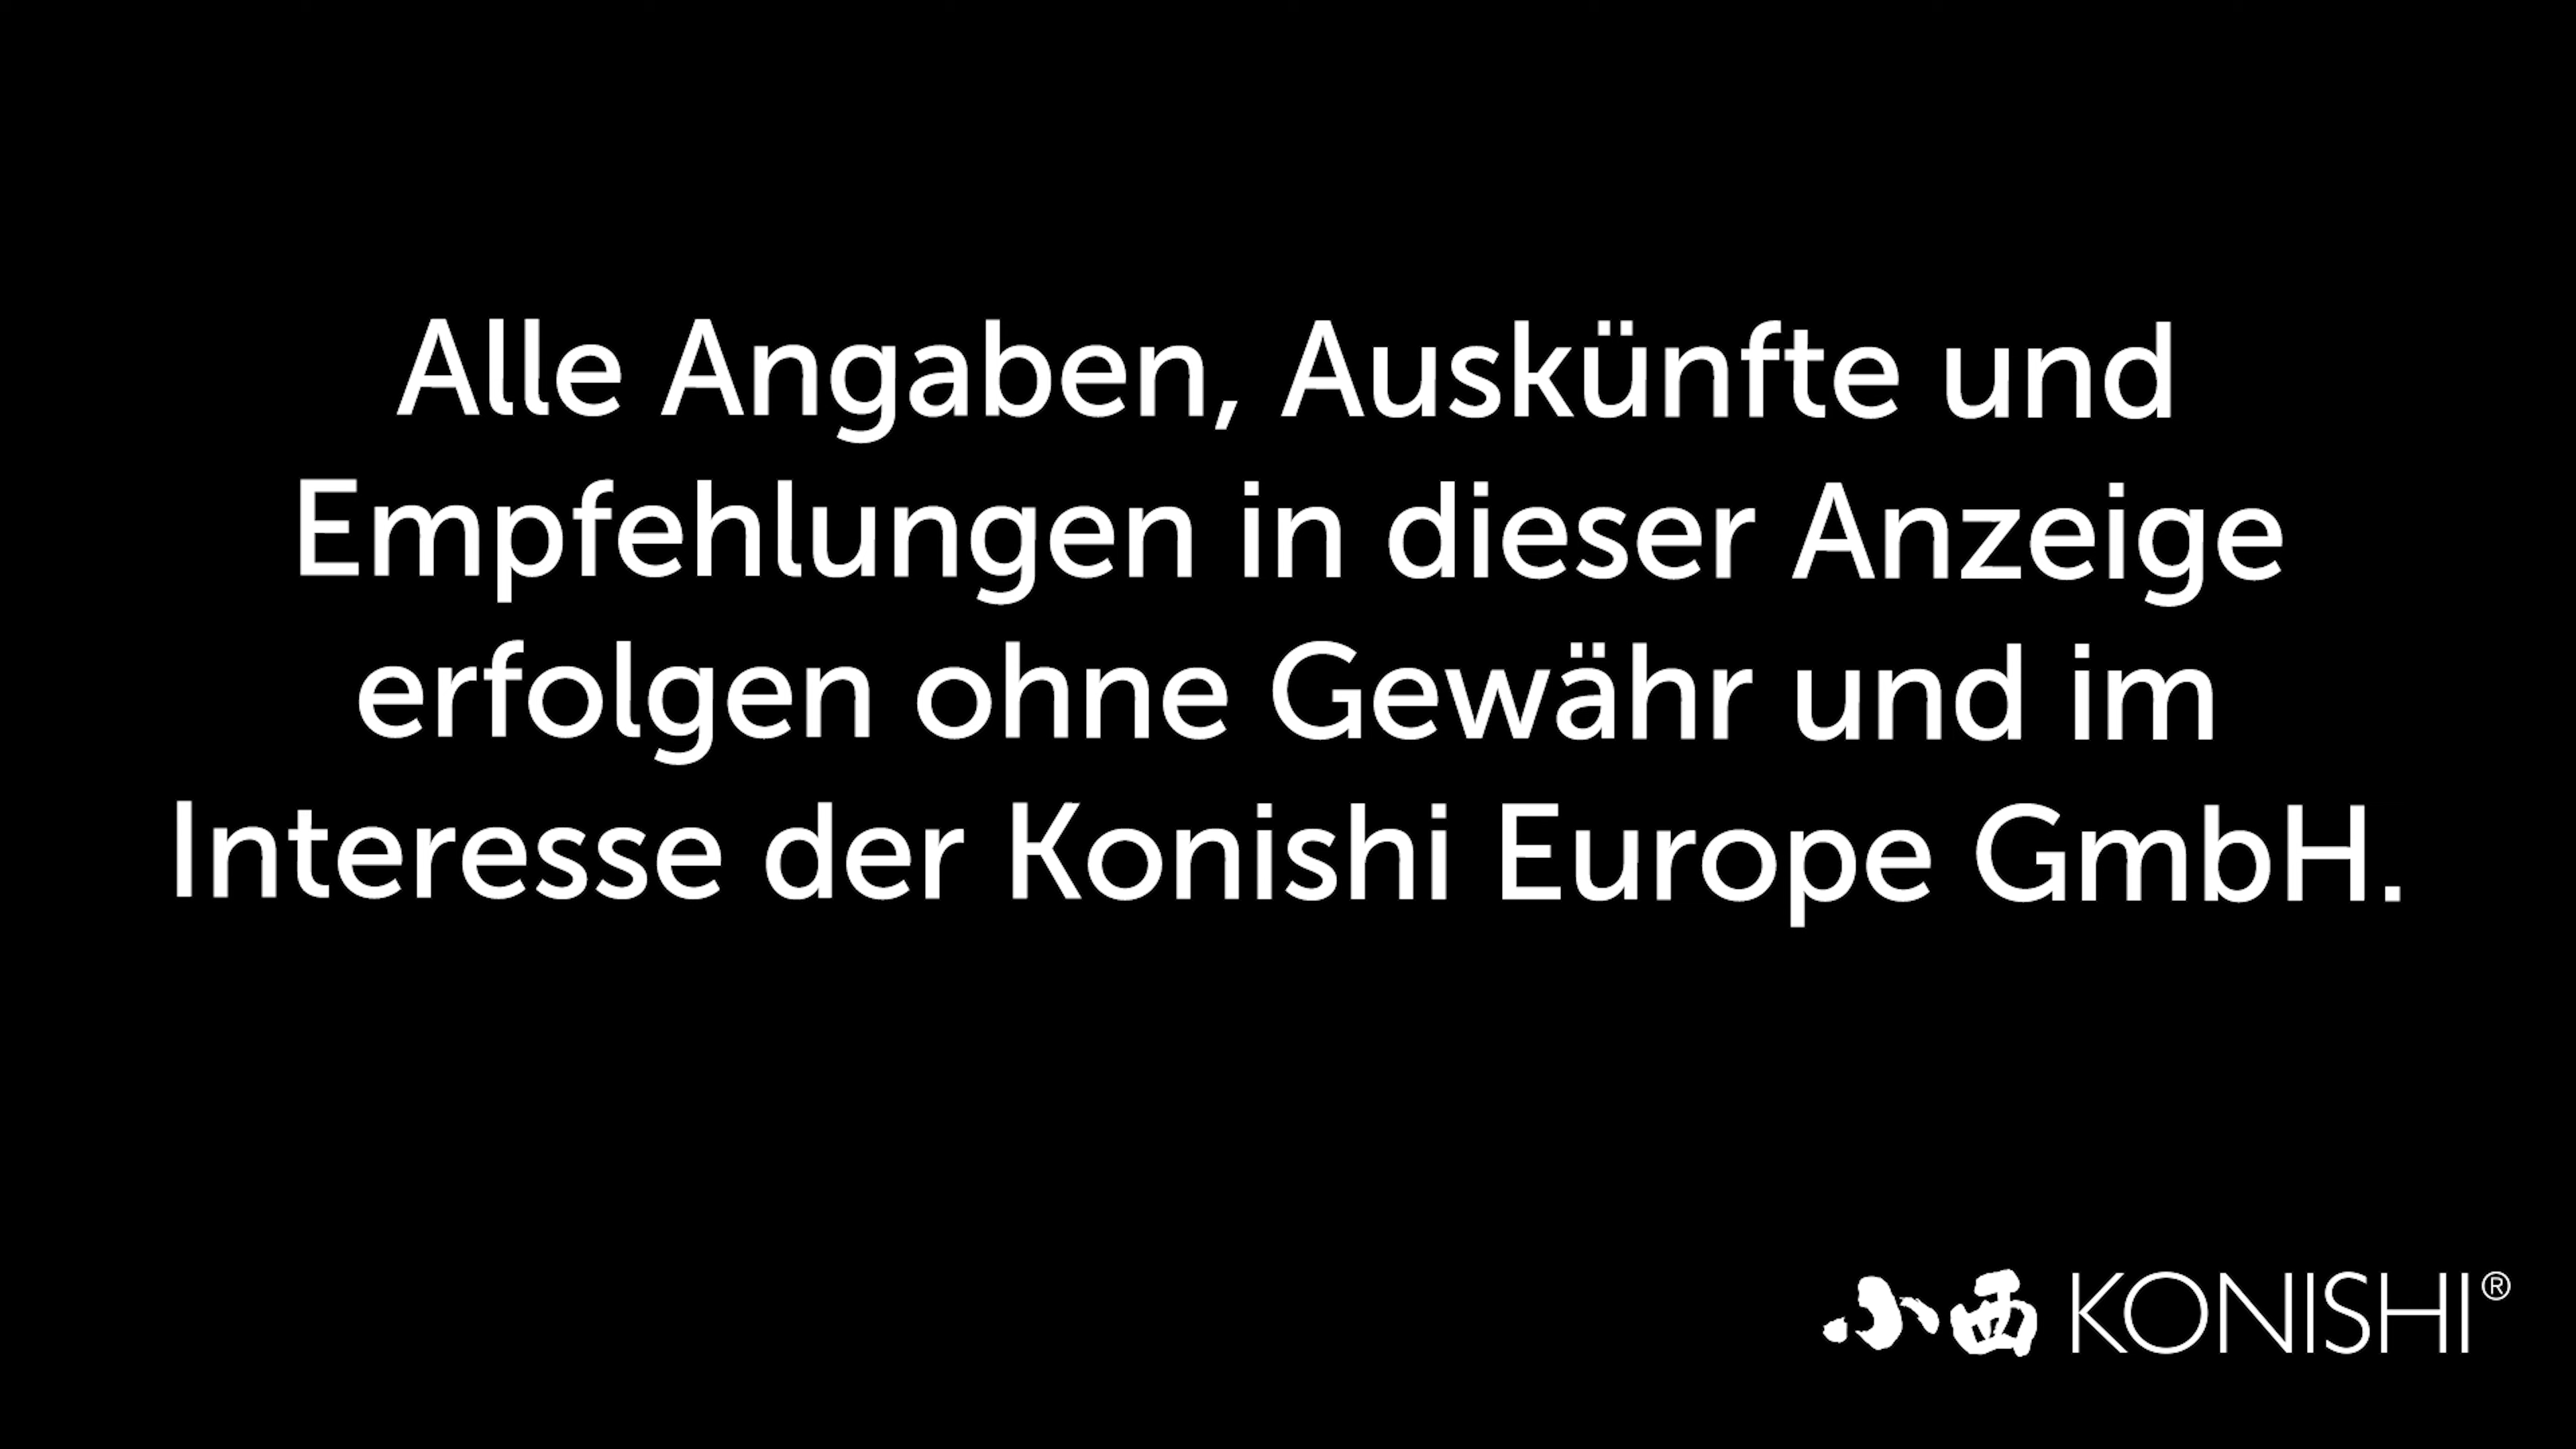 Alle Angaben, Auskünfte und
Empfehlungen in dieser Anzeige
erfolgen ohne Gewähr und im
Interesse der Konishi Europe GmbH.
小西 KONISHI®